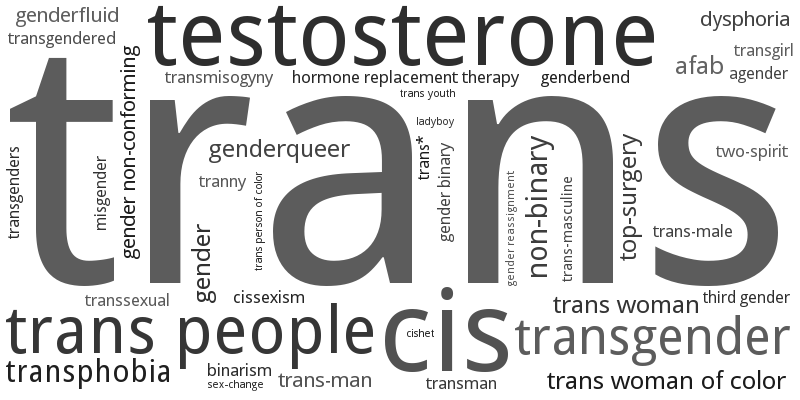 genderfluid
testosterone
dysphoria
transgendered
transgirl
transmisogyny
hormone replacement therapy
genderbend
afab
agender
trans youth
trans
ladyboy
gender non-conforming
transgenders
misgender
genderqueer
trans*
gender binary
non-binary
top-surgery
two-spirit
tranny
trans person of color
gender reassignment
trans-masculine
gender
trans-male
transsexual
cissexism
cis
trans woman
third gender
trans people
cishet
transgender
transphobia
binarism
sex-change
trans-man
transman
trans woman of color